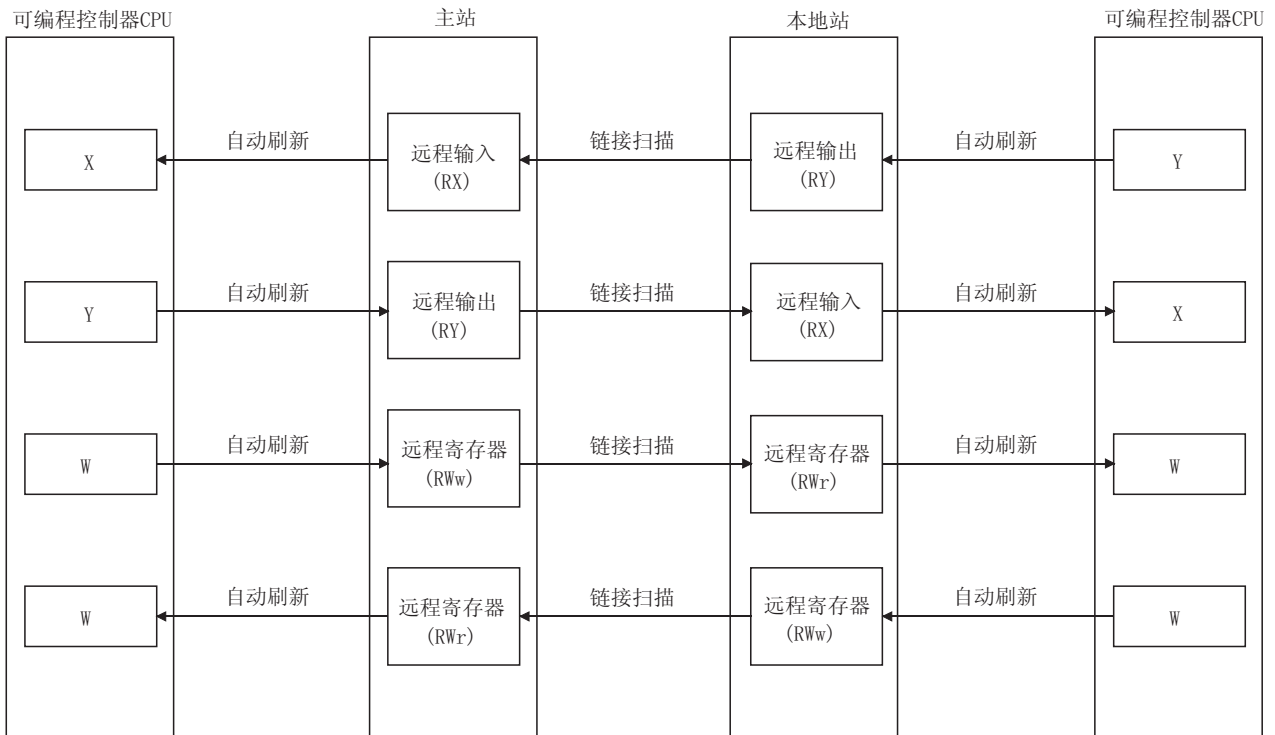 可编程控制器CPU
主站
本地站
可编程控制器CPU
X
自动刷新
远程输入
(RX)
链接扫描
远程输出
(RY)
自动刷新
Y
Y
自动刷新
远程输出
(RY)
链接扫描
远程输入
(RX)
自动刷新
X
W
自动刷新
远程寄存器
(RWw)
链接扫描
远程寄存器
(RWr)
自动刷新
W
W
自动刷新
远程寄存器
(RWr)
链接扫描
远程寄存器
(RWw)
自动刷新
W